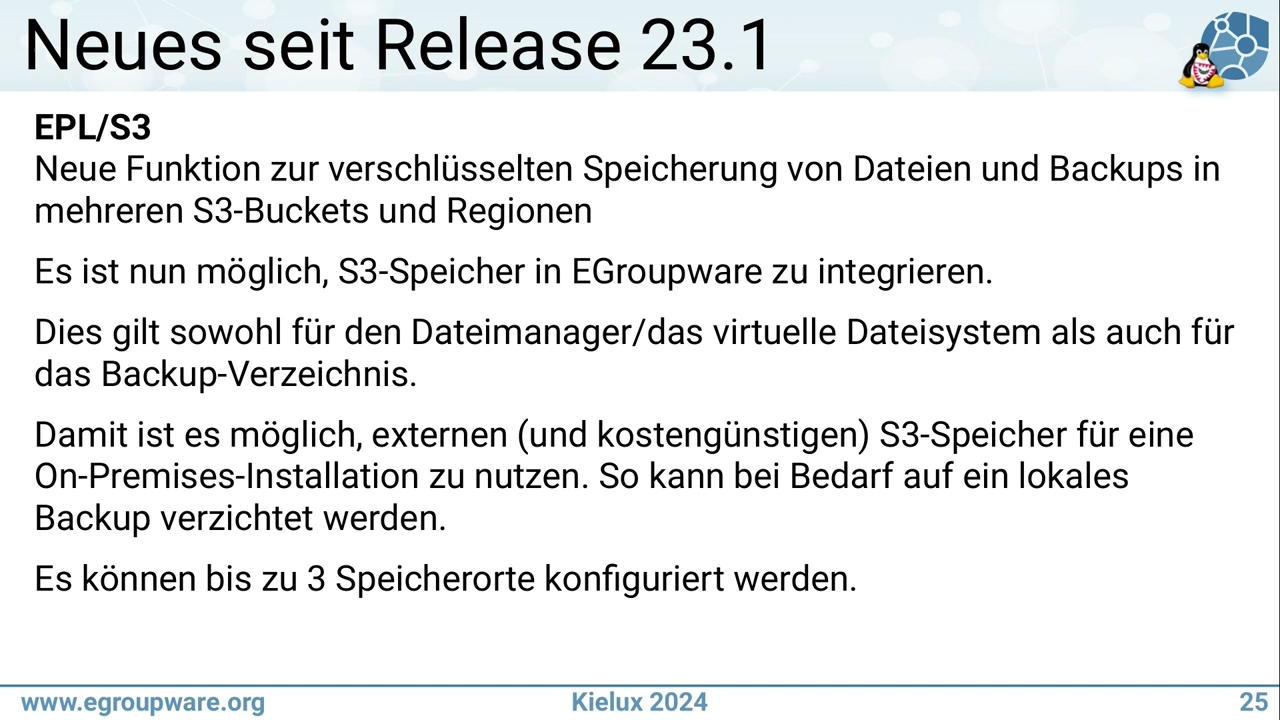 Neues seit Release 23.1
EPL/S3
Neue Funktion zur verschlüsselten Speicherung von Dateien und Backups in
mehreren S3-Buckets und Regionen
Es ist nun möglich, S3-Speicher in EGroupware zu integrieren.
Dies gilt sowohl für den Dateimanager/das virtuelle Dateisystem als auch für
das Backup-Verzeichnis.
Damit ist es möglich, externen (und kostengünstigen) S3-Speicher für eine
On-Premises-Installation zu nutzen. So kann bei Bedarf auf ein lokales
Backup verzichtet werden.
Es können bis zu 3 Speicherorte konfiguriert werden.
www.egroupware.org
Kielux 2024
25